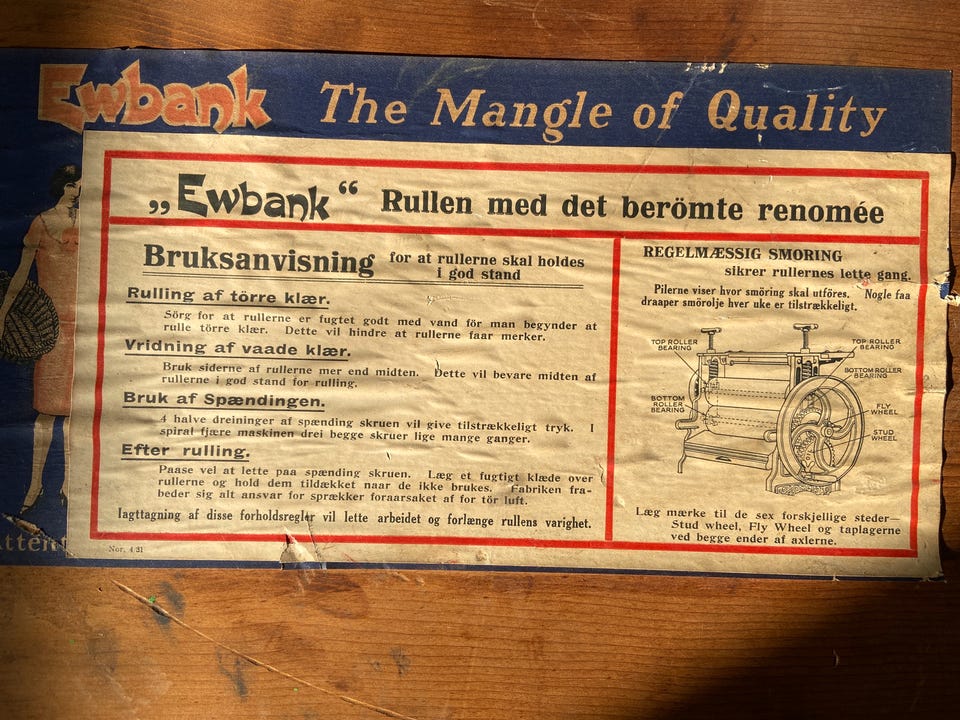 Ewbank The Mangle of Quality
„Ewbank“ Rullen med det berömte renomée
Bruksanvisning for at rullerne skal holdes
i god stand
Rulling af törre klær.
Sörg for at rullerne er fugtet godt med vand för man begynder at
rulle törre klær. Dette vil hindre at rullerne faar merker.
Vridning af vaade klær.
Bruk siderne af rullerne mer end midten. Dette vil bevare midten af
rullerne i god stand for rulling.
Bruk af Spændingen.
4 halve dreininger af spænding skruen vil give tilstrækkeligt tryk. I
spiral fjære maskinen drei begge skruer lige mange ganger.
Efter rulling.
Paase vel at lette paa spænding skruen. Læg et fugtigt klæde over
rullerne og hold dem tildækket naar de ikke brukes. Fabriken fra-
beder sig alt ansvar for sprækker foraarsaket af for tör luft.
Iagttagning af disse forholdsregler vil lette arbeidet og forlænge rullens varighet.
Nor. 4/31
REGELMÆSSIG SMORING
sikrer rullernes lette gang.
Pilerne viser hvor smöring skal utföres. Nogle faa
draaper smörolje hver uke er tilstrækkeligt.
TOP ROLLER
BEARING
TOP ROLLER
BEARING
BOTTOM ROLLER
BEARING
BOTTOM
ROLLER
BEARING
FLY
WHEEL
STUD
WHEEL
Læg mærke til de sex forskjellige steder—
Stud wheel, Fly Wheel og taplagerne
ved begge ender af axlerne.